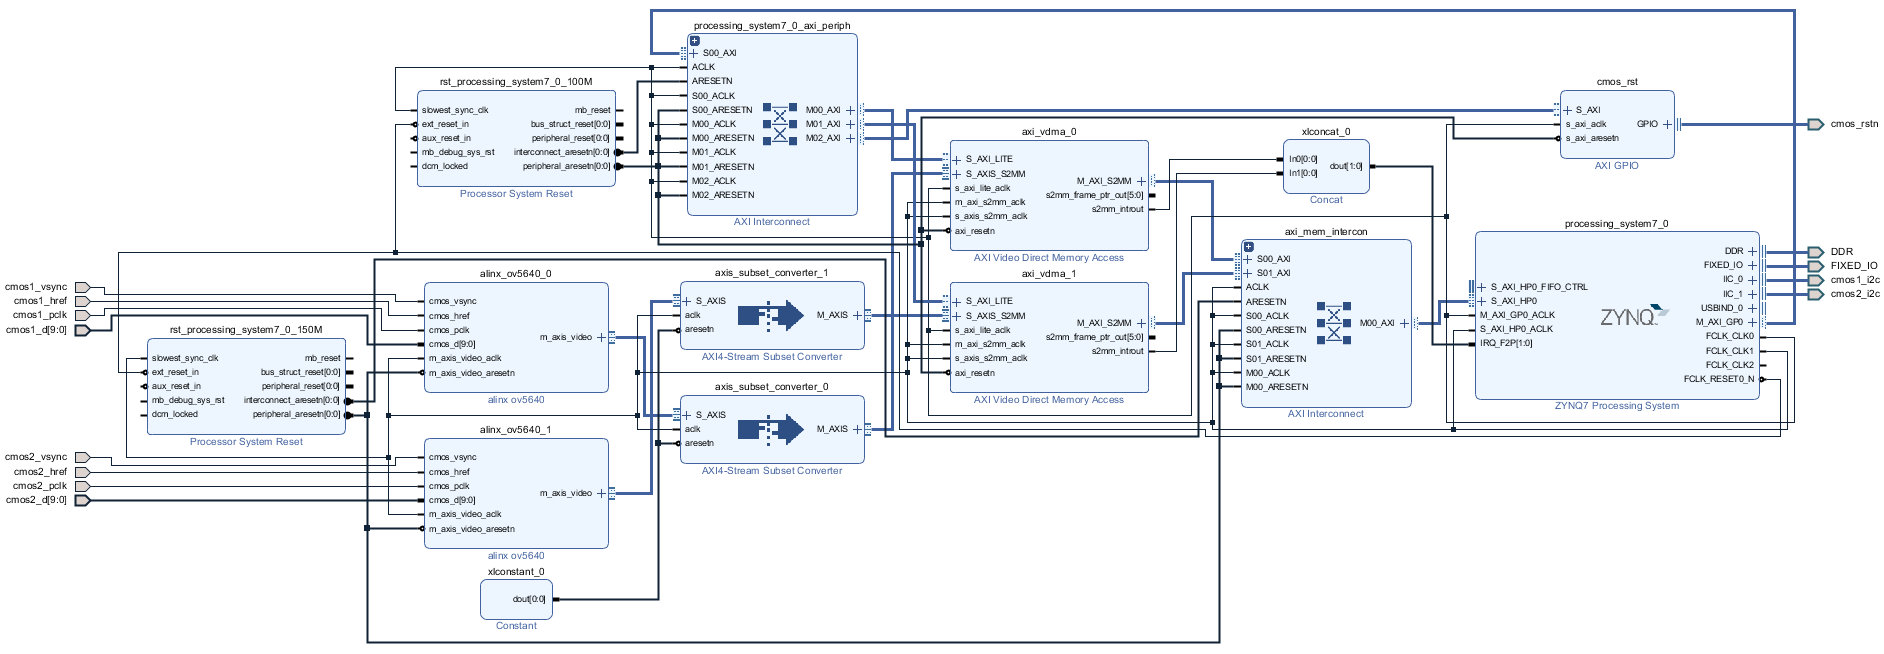 processing_system7_0_axi_periph
S00_AXI
ACLK
ARESETN
S00_ACLK
S00_ARESETN
M00_ACLK
M00_ARESETN
M01_ACLK
M01_ARESETN
M02_ACLK
M02_ARESETN
M00_AXI
M01_AXI
M02_AXI
AXI Interconnect
rst_processing_system7_0_100M
slowest_sync_clk
ext_reset_in
aux_reset_in
mb_debug_sys_rst
dcm_locked
mb_reset
bus_struct_reset[0:0]
peripheral_reset[0:0]
interconnect_aresetn[0:0]
peripheral_aresetn[0:0]
Processor System Reset
cmos_rst
S_AXI
s_axi_aclk
s_axi_aresetn
GPIO
AXI GPIO
cmos_rstn
axi_vdma_0
S_AXI_LITE
S_AXIS_S2MM
s_axi_lite_aclk
m_axi_s2mm_aclk
s_axis_s2mm_aclk
axi_resetn
M_AXI_S2MM
s2mm_frame_ptr_out[5:0]
s2mm_introut
AXI Video Direct Memory Access
xlconcat_0
In0[0:0]
In1[0:0]
dout[1:0]
Concat
processing_system7_0
S_AXI_HP0_FIFO_CTRL
S_AXI_HP0
M_AXI_GP0_ACLK
S_AXI_HP0_ACLK
IRQ_F2P[1:0]
ZYNQ
DDR
FIXED_IO
IIC_0
IIC_1
USBIND_0
M_AXI_GP0
FCLK_CLK0
FCLK_CLK1
FCLK_CLK2
FCLK_RESET0_N
ZYNQ7 Processing System
DDR
FIXED_IO
cmos1_i2c
cmos2_i2c
axi_mem_intercon
S00_AXI
S01_AXI
ACLK
ARESETN
S00_ACLK
S00_ARESETN
S01_ACLK
S01_ARESETN
M00_ACLK
M00_ARESETN
M00_AXI
AXI Interconnect
cmos1_vsync
cmos1_href
cmos1_pclk
cmos1_d[9:0]
alinx_ov5640_0
cmos_vsync
cmos_href
cmos_pclk
cmos_d[9:0]
m_axis_video_aclk
m_axis_video_aresetn
m_axis_video
alinx ov5640
axis_subset_converter_1
S_AXIS
aclk
aresetn
M_AXIS
AXI4-Stream Subset Converter
axi_vdma_1
S_AXI_LITE
S_AXIS_S2MM
s_axi_lite_aclk
m_axi_s2mm_aclk
s_axis_s2mm_aclk
axi_resetn
M_AXI_S2MM
s2mm_frame_ptr_out[5:0]
s2mm_introut
AXI Video Direct Memory Access
rst_processing_system7_0_150M
slowest_sync_clk
ext_reset_in
aux_reset_in
mb_debug_sys_rst
dcm_locked
mb_reset
bus_struct_reset[0:0]
peripheral_reset[0:0]
interconnect_aresetn[0:0]
peripheral_aresetn[0:0]
Processor System Reset
axis_subset_converter_0
S_AXIS
aclk
aresetn
M_AXIS
AXI4-Stream Subset Converter
cmos2_vsync
cmos2_href
cmos2_pclk
cmos2_d[9:0]
alinx_ov5640_1
cmos_vsync
cmos_href
cmos_pclk
cmos_d[9:0]
m_axis_video_aclk
m_axis_video_aresetn
m_axis_video
alinx ov5640
xlconstant_0
dout[0:0]
Constant